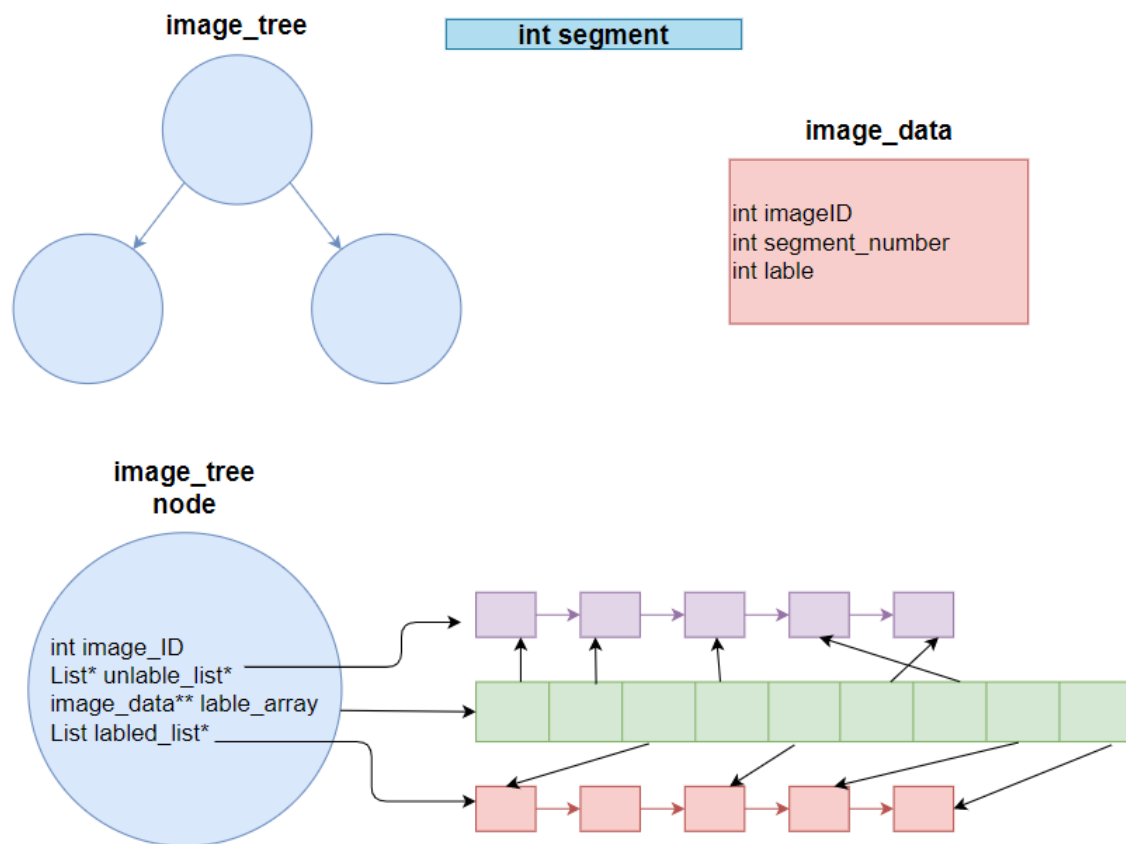 image_tree
int segment
image_data
int imageID
int segment_number
int lable
image_tree
node
int image_ID
List* unlable_list*
image_data** lable_array
List labled_list*